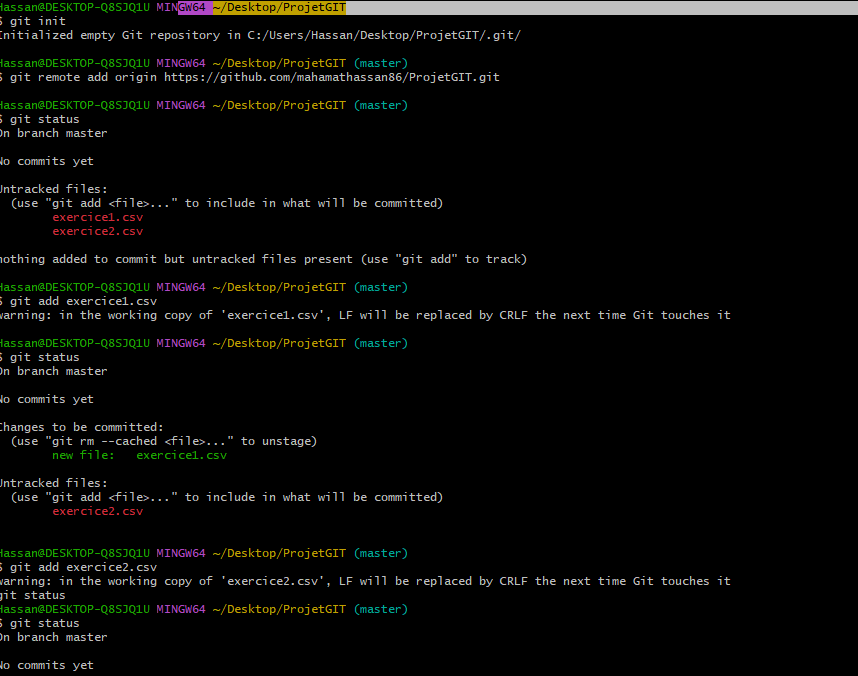 Hassan@DESKTOP-Q8SJQ1U MINGW64 ~/Desktop/ProjetGIT
$ git init
Initialized empty Git repository in C:/Users/Hassan/Desktop/ProjetGIT/.git/
Hassan@DESKTOP-Q8SJQ1U MINGW64 ~/Desktop/ProjetGIT (master)
$ git remote add origin https://github.com/mahamathassan86/ProjetGIT.git
Hassan@DESKTOP-Q8SJQ1U MINGW64 ~/Desktop/ProjetGIT (master)
$ git status
On branch master
No commits yet
Untracked files:
  (use "git add <file>..." to include in what will be committed)
        exercice1.csv
        exercice2.csv
nothing added to commit but untracked files present (use "git add" to track)
Hassan@DESKTOP-Q8SJQ1U MINGW64 ~/Desktop/ProjetGIT (master)
$ git add exercice1.csv
warning: in the working copy of 'exercice1.csv', LF will be replaced by CRLF the next time Git touches it
Hassan@DESKTOP-Q8SJQ1U MINGW64 ~/Desktop/ProjetGIT (master)
$ git status
On branch master
No commits yet
Changes to be committed:
  (use "git rm --cached <file>..." to unstage)
        new file:   exercice1.csv
Untracked files:
  (use "git add <file>..." to include in what will be committed)
        exercice2.csv
Hassan@DESKTOP-Q8SJQ1U MINGW64 ~/Desktop/ProjetGIT (master)
$ git add exercice2.csv
warning: in the working copy of 'exercice2.csv', LF will be replaced by CRLF the next time Git touches it
git status
Hassan@DESKTOP-Q8SJQ1U MINGW64 ~/Desktop/ProjetGIT (master)
$ git status
On branch master
No commits yet